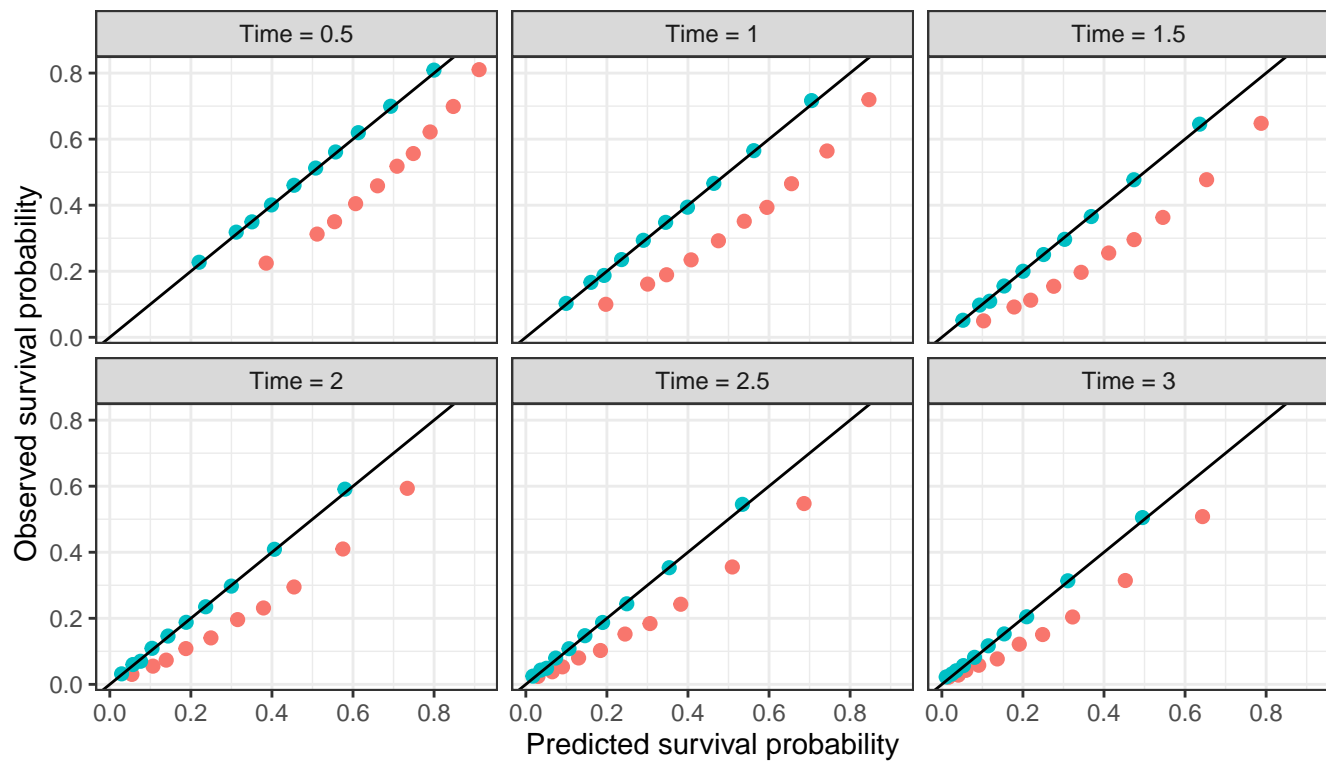 Time = 0.5
Time = 1
Time = 1.5
0.8
0.6
0.4
0.2
0.0
Time = 2
Time = 2.5
Time = 3
0.8
0.6
0.4
0.2
0.0
0.0 0.2 0.4 0.6 0.8
0.0 0.2 0.4 0.6 0.8
0.0 0.2 0.4 0.6 0.8
Observed survival probability
Predicted survival probability